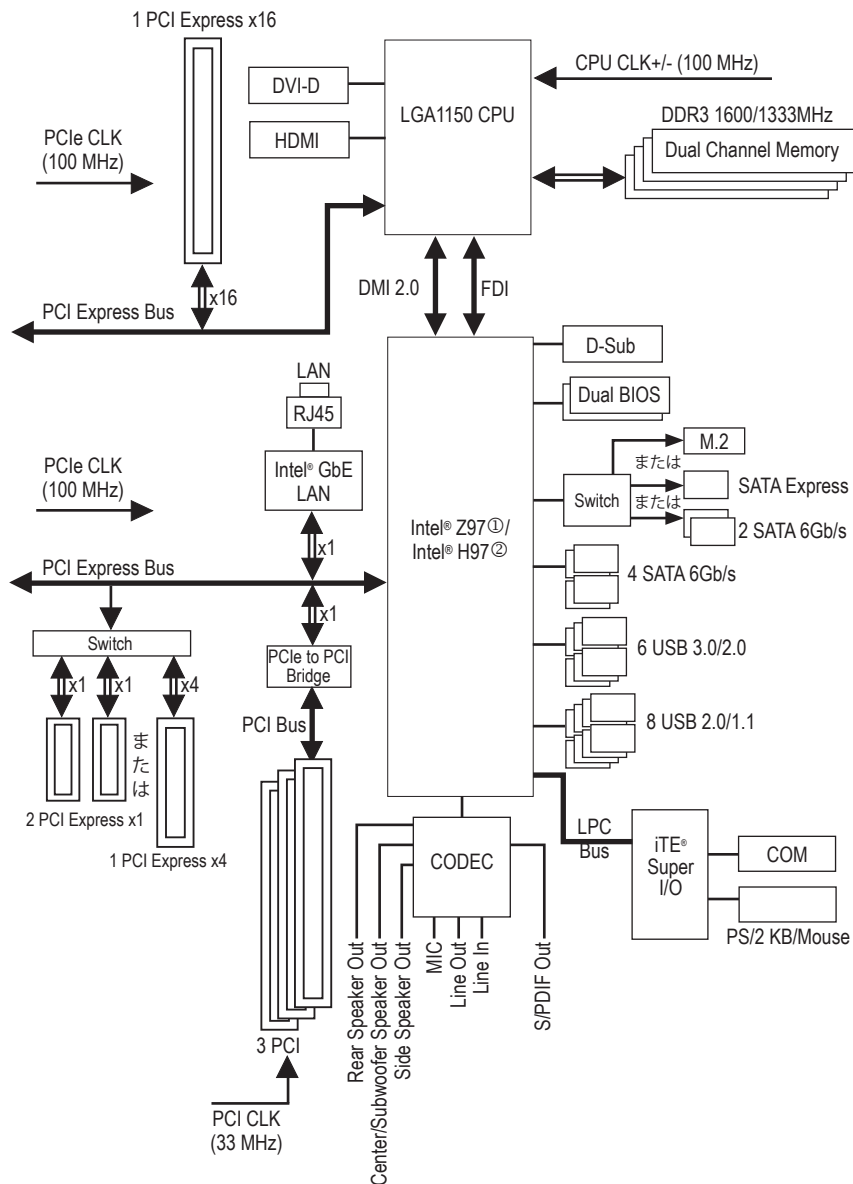 1 PCI Express x16
CPU CLK+/- (100 MHz)
DVI-D
LGA1150 CPU
DDR3 1600/1333MHz
HDMI
Dual Channel Memory
PCIe CLK
(100 MHz)
x16
DMI 2.0
FDI
PCI Express Bus
D-Sub
LAN
RJ45
Dual BIOS
PCIe CLK
(100 MHz)
Intel® GbE
LAN
M.2
または
Switch
SATA Express
または
2 SATA 6Gb/s
Intel® Z97①/
Intel® H97②
x1
4 SATA 6Gb/s
PCI Express Bus
x1
Switch
PCIe to PCI
Bridge
6 USB 3.0/2.0
x1
x1
x4
PCI Bus
8 USB 2.0/1.1
または
2 PCI Express x1
1 PCI Express x4
LPC
Bus
iTE®
Super
I/O
CODEC
COM
PS/2 KB/Mouse
Rear Speaker Out
Center/Subwoofer Speaker Out
Side Speaker Out
MIC
Line Out
Line In
S/PDIF Out
3 PCI
PCI CLK
(33 MHz)